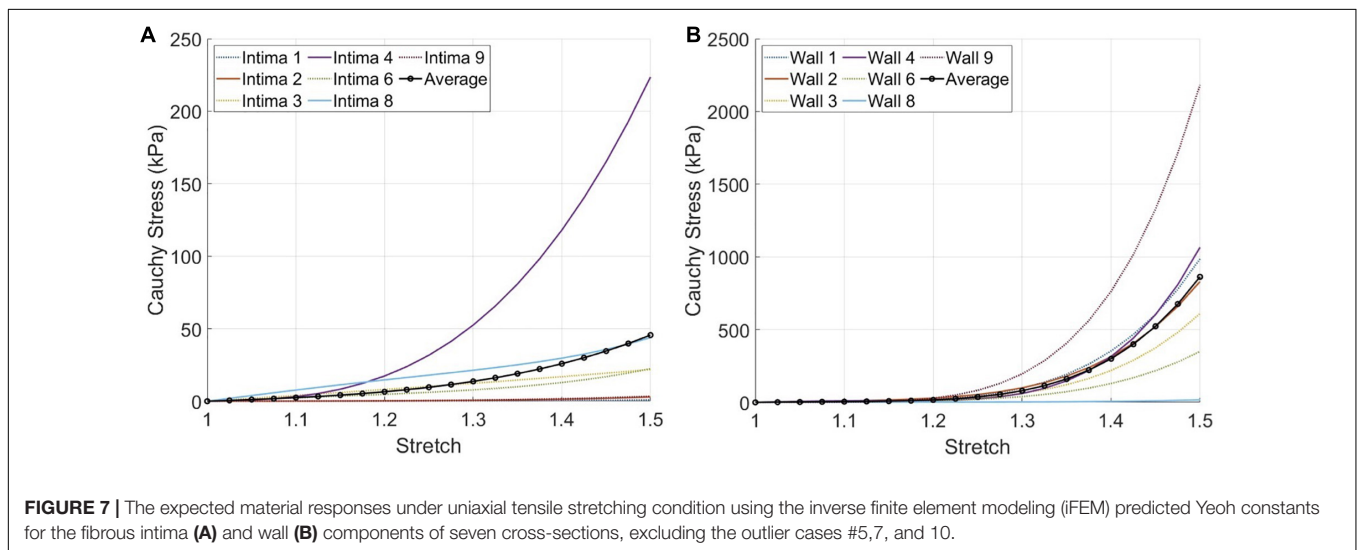 A
250
200
150
100
50
0
Cauchy Stress (kPa)
Intima 1 Intima 4 Intima 9
Intima 2 Intima 6 Average
Intima 3 Intima 8
1 1.1 1.2 1.3 1.4 1.5
Stretch
B
2500
2000
1500
1000
500
0
Cauchy Stress (kPa)
Wall 1 Wall 4 Wall 9
Wall 2 Wall 6 Average
Wall 3 Wall 8
1 1.1 1.2 1.3 1.4 1.5
Stretch
FIGURE 7 | The expected material responses under uniaxial tensile stretching condition using the inverse finite element modeling (iFEM) predicted Yeoh constants
for the fibrous intima (A) and wall (B) components of seven cross-sections, excluding the outlier cases #5,7, and 10.